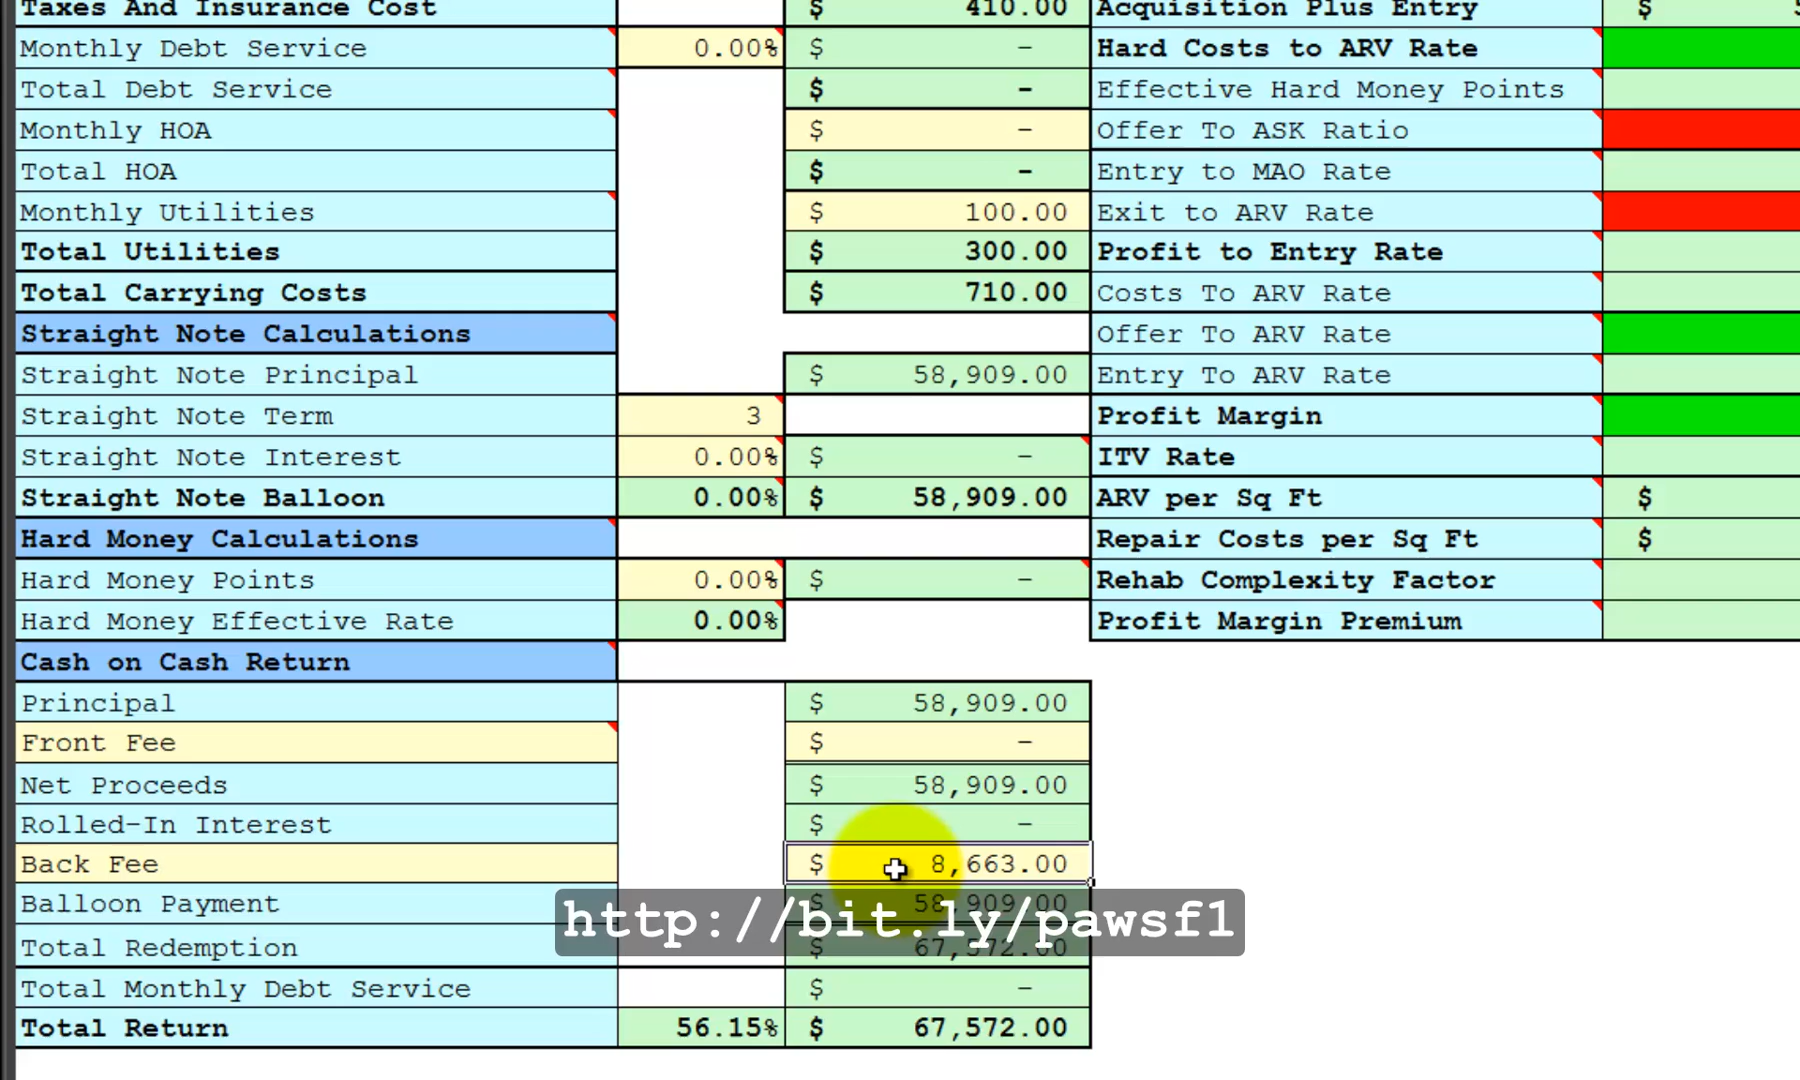 Taxes And Insurance Cost $ 410.00 Acquisition Plus Entry $
Monthly Debt Service 0.00% $ - Hard Costs to ARV Rate
Total Debt Service $ - Effective Hard Money Points
Monthly HOA $ - Offer To ASK Ratio
Total HOA $ - Entry to MAO Rate
Monthly Utilities $ 100.00 Exit to ARV Rate
Total Utilities $ 300.00 Profit to Entry Rate
Total Carrying Costs $ 710.00 Costs To ARV Rate
Straight Note Calculations Offer To ARV Rate
Straight Note Principal $ 58,909.00 Entry To ARV Rate
Straight Note Term 3 Profit Margin
Straight Note Interest 0.00% $ - ITV Rate
Straight Note Balloon 0.00% $ 58,909.00 ARV per Sq Ft $
Hard Money Calculations Repair Costs per Sq Ft $
Hard Money Points 0.00% $ - Rehab Complexity Factor
Hard Money Effective Rate 0.00% Profit Margin Premium
Cash on Cash Return
Principal $ 58,909.00
Front Fee $ -
Net Proceeds $ 58,909.00
Rolled-In Interest $ -
Back Fee $ 8,663.00
Balloon Payment $ 58,909.00
http://bit.ly/pawsf1
Total Redemption $ 67,572.00
Total Monthly Debt Service $ -
Total Return 56.15% $ 67,572.00